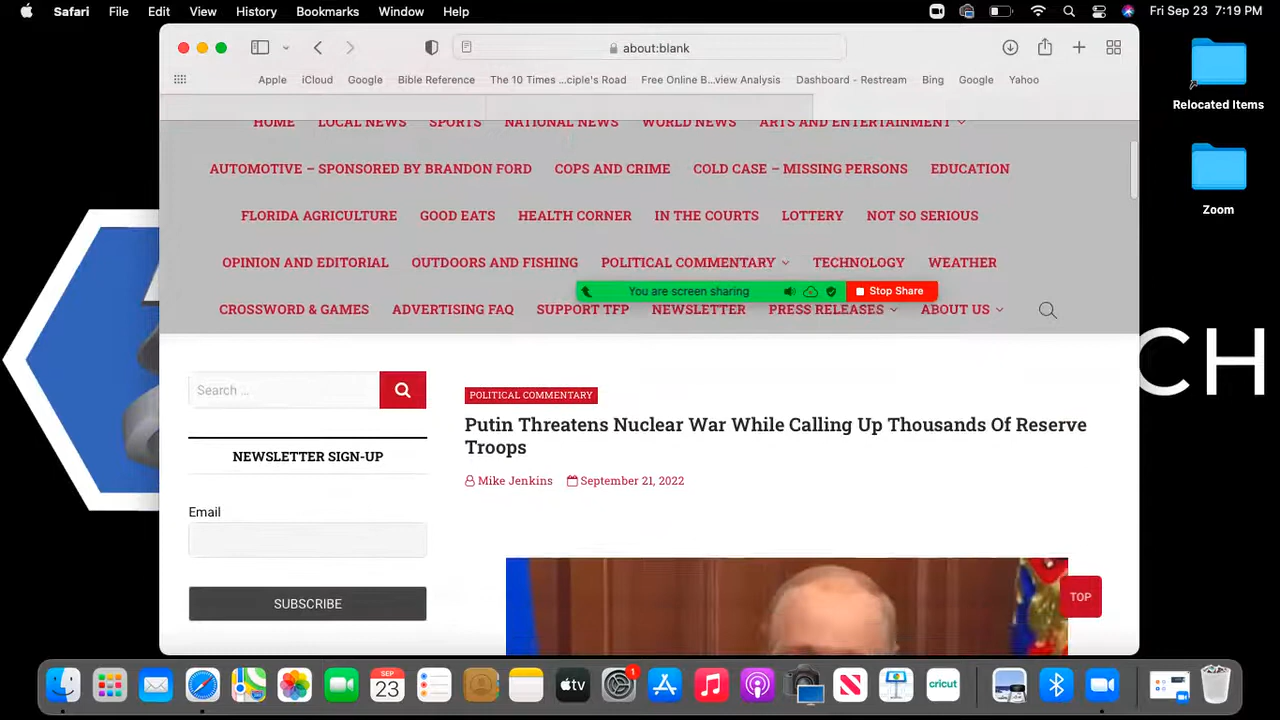 Safari File Edit View History Bookmarks Window Help Fri Sep 23 7:19 PM
about:blank
Apple iCloud Google Bible Reference The 10 Times ...ciple's Road Free Online B...view Analysis Dashboard - Restream Bing Google Yahoo
Relocated Items
Zoom
HOME LOCAL NEWS SPORTS NATIONAL NEWS WORLD NEWS ARTS AND ENTERTAINMENT
AUTOMOTIVE – SPONSORED BY BRANDON FORD COPS AND CRIME COLD CASE – MISSING PERSONS EDUCATION
FLORIDA AGRICULTURE GOOD EATS HEALTH CORNER IN THE COURTS LOTTERY NOT SO SERIOUS
OPINION AND EDITORIAL OUTDOORS AND FISHING POLITICAL COMMENTARY TECHNOLOGY WEATHER
You are screen sharing Stop Share
CROSSWORD & GAMES ADVERTISING FAQ SUPPORT TFP NEWSLETTER PRESS RELEASES ABOUT US
CH
Search ...
POLITICAL COMMENTARY
Putin Threatens Nuclear War While Calling Up Thousands Of Reserve
Troops
Mike Jenkins September 21, 2022
NEWSLETTER SIGN-UP
Email
SUBSCRIBE
TOP
SEP
23
tv
1
cricut